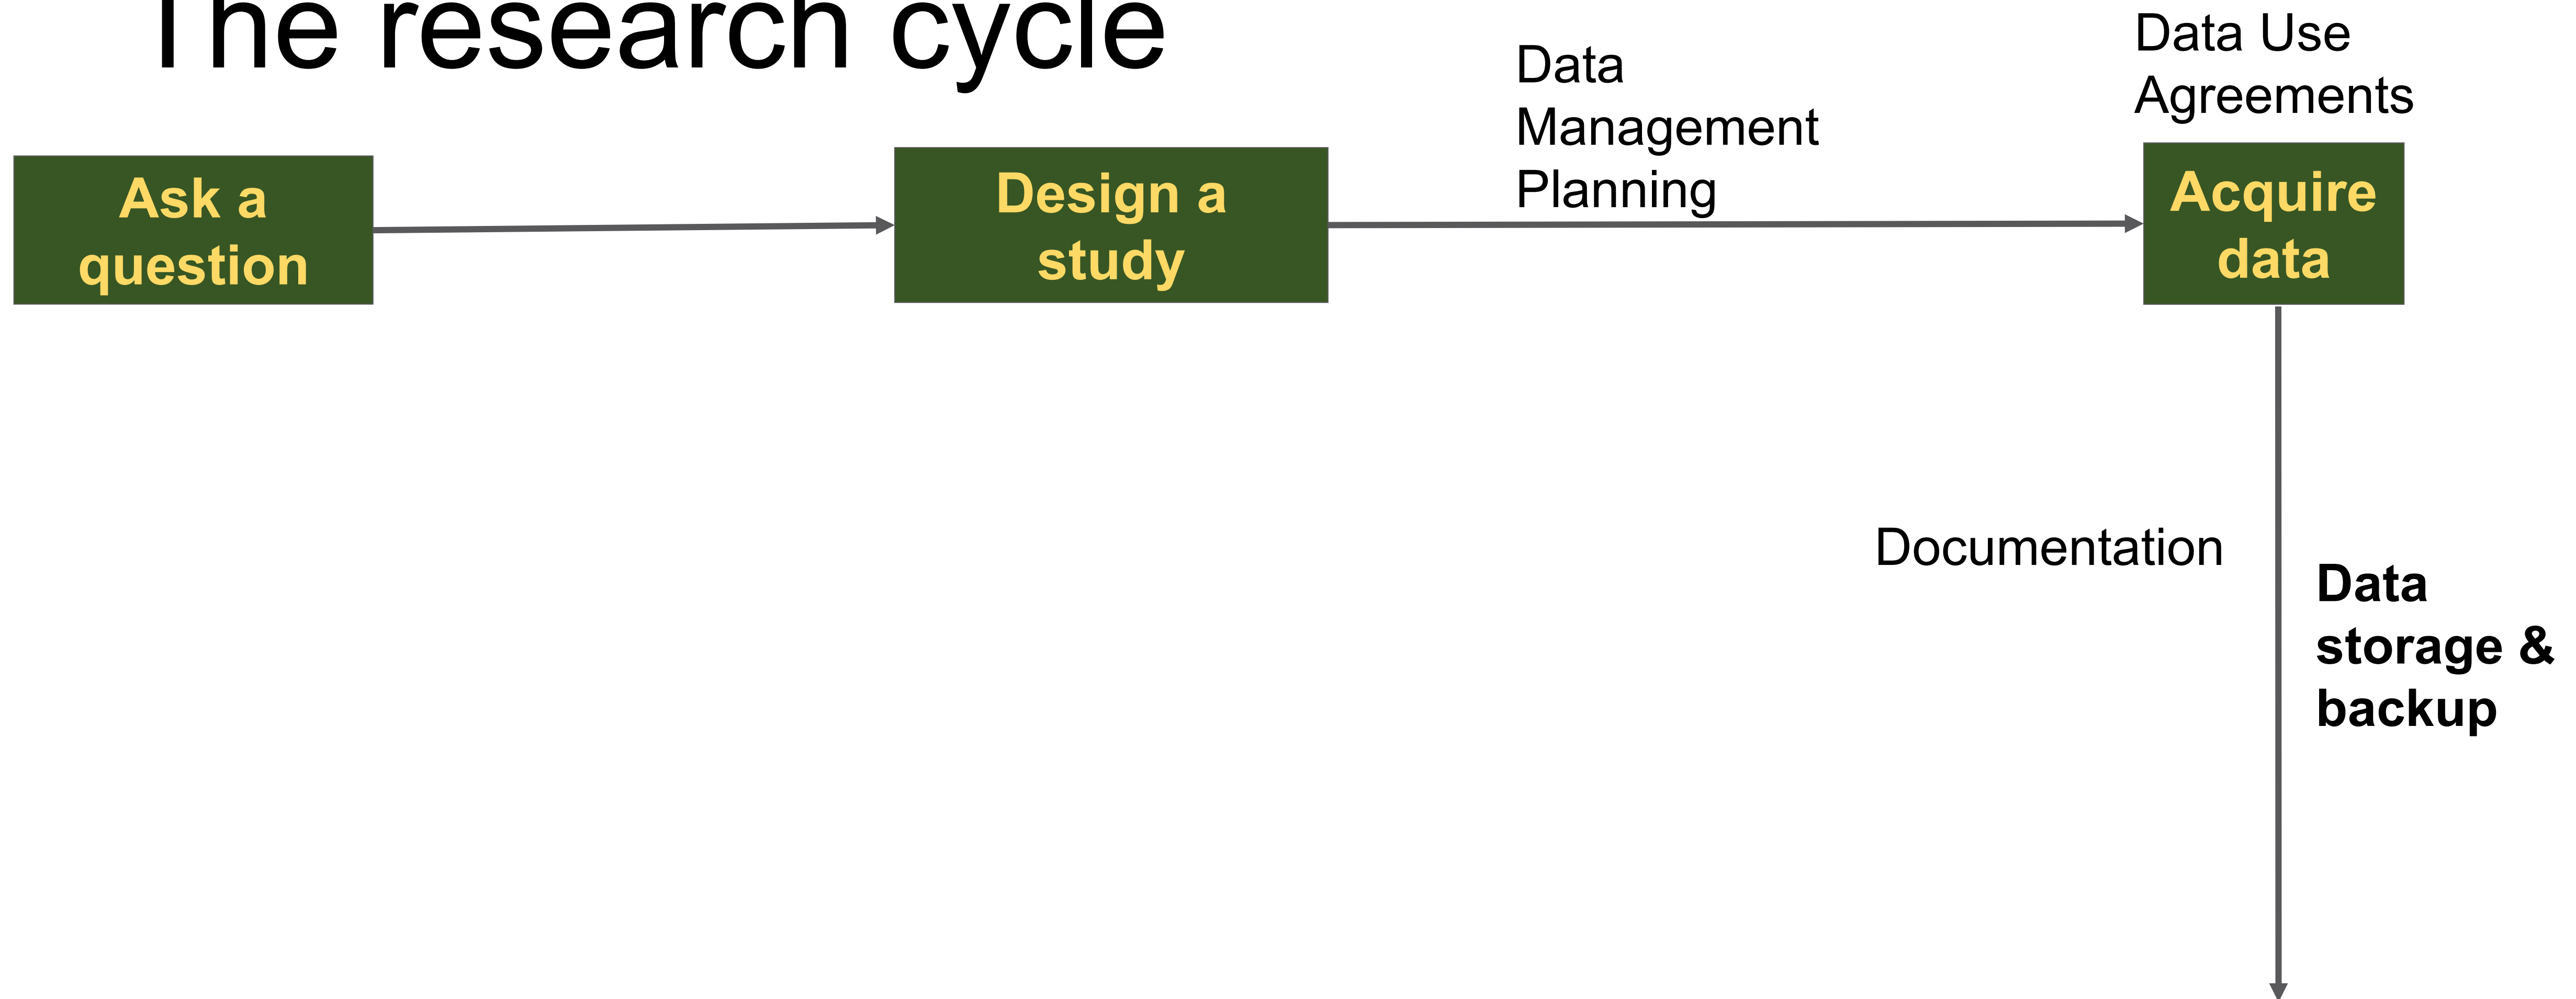 The research cycle
Data Use
Agreements
Data
Management
Planning
Ask a
question
Design a
study
Acquire
data
Documentation
Data
storage &
backup